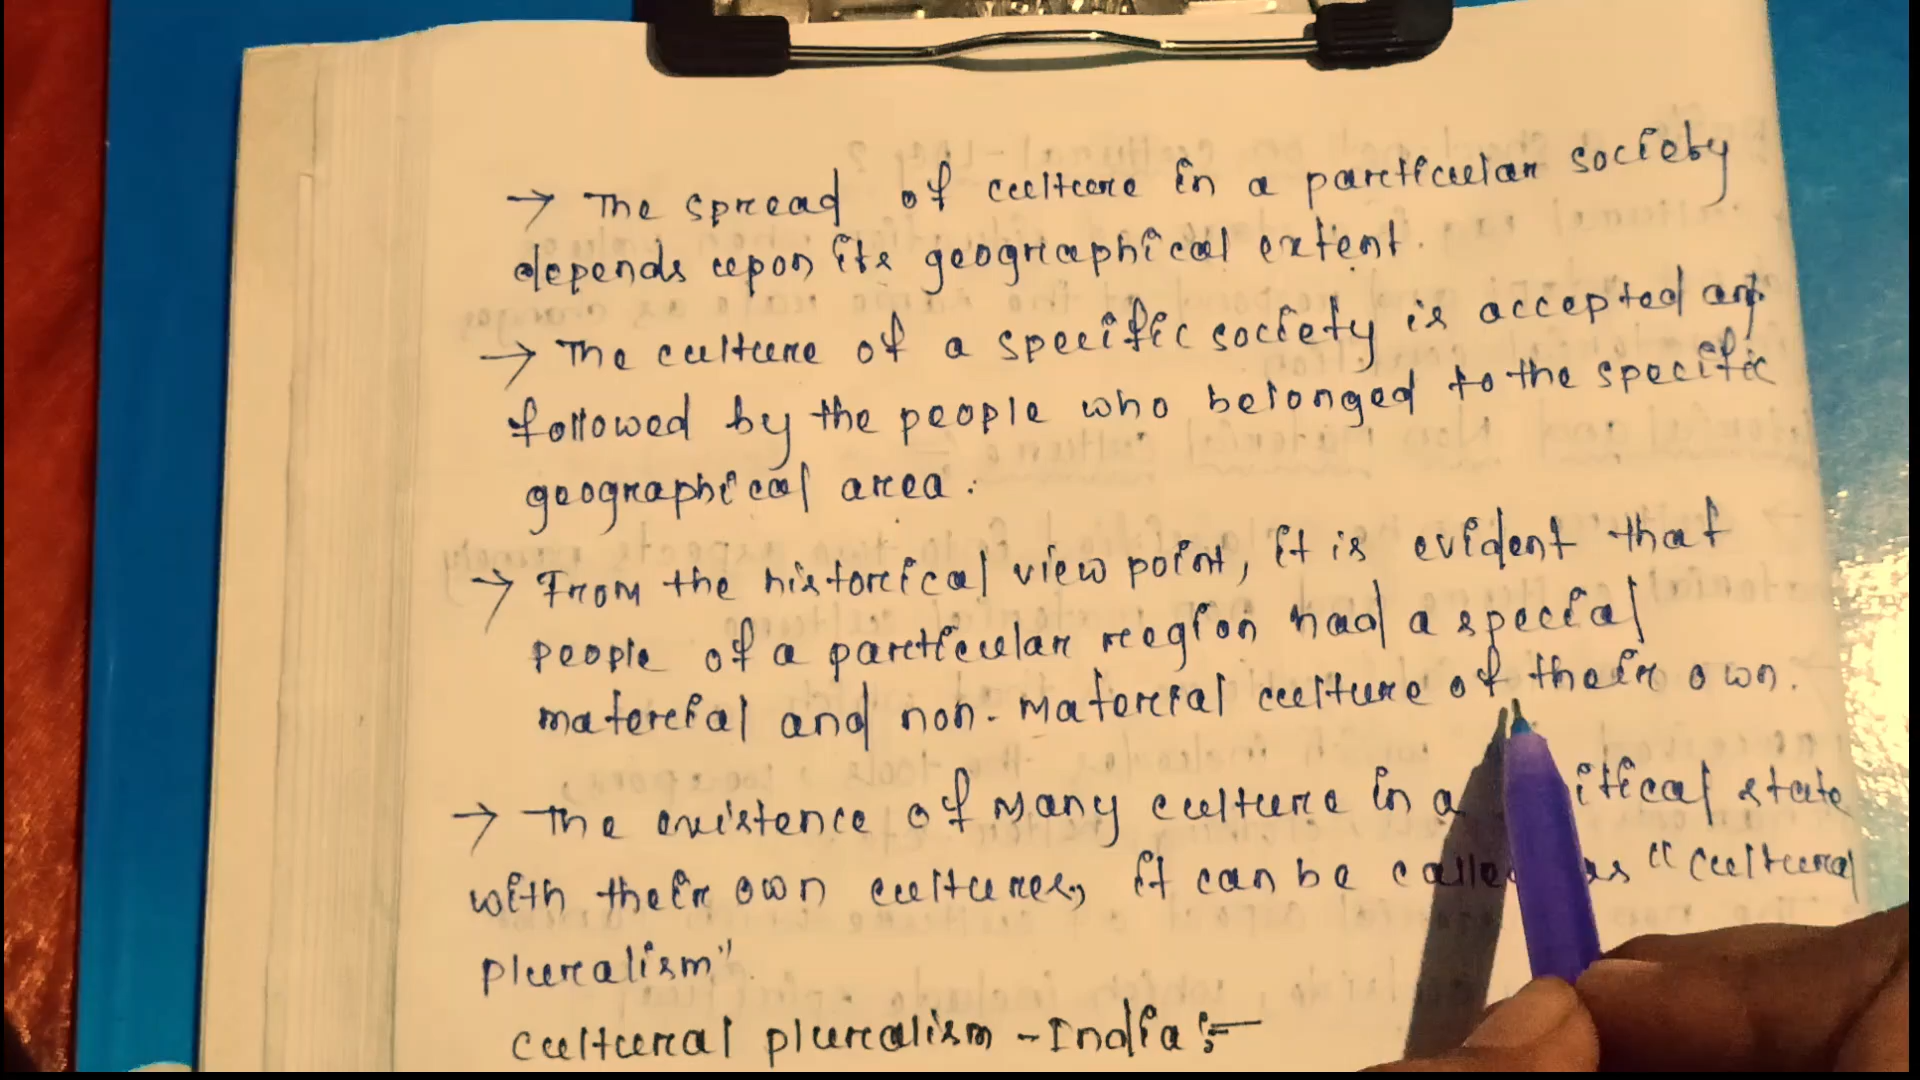 → The spread of culture in a particular society
depends upon its geographical extent.
→ The culture of a specific society is accepted and
followed by the people who belonged to the specific
geographical area.
→ From the historical view point, it is evident that
people of a particular region had a special
material and non-material culture of their own.
→ The existence of many culture in a state
with their own cultures, it can be called as "cultural
pluralism".
cultural pluralism - India :-